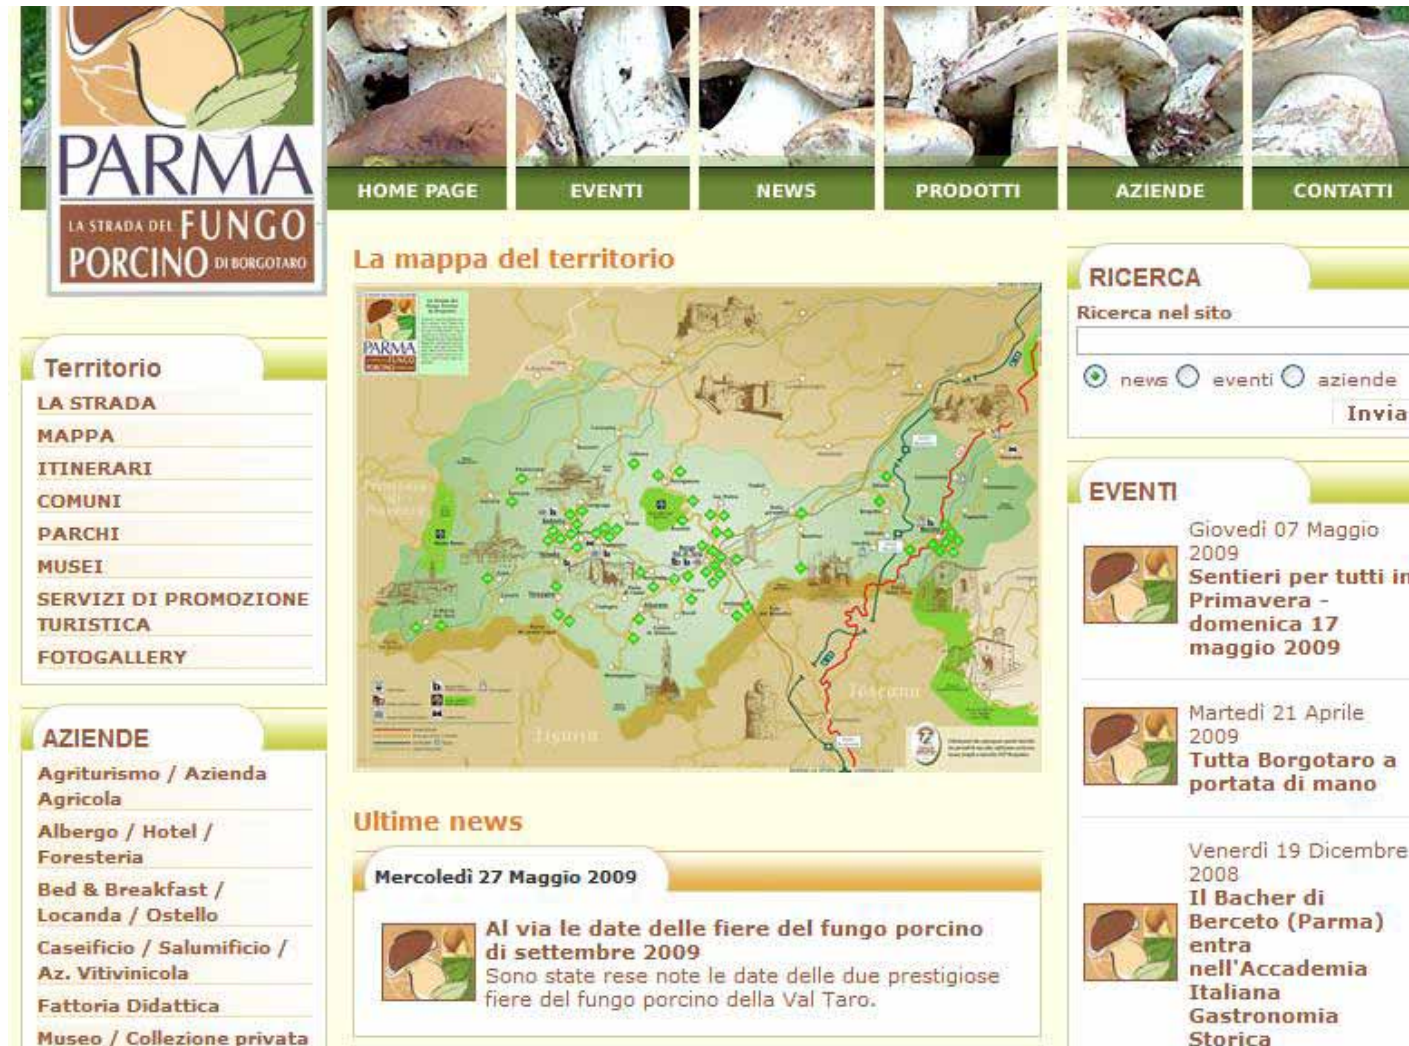 PARMA
LA STRADA DEL FUNGO
PORCINO DI BORGOTARO
HOME PAGE
EVENTI
NEWS
PRODOTTI
AZIENDE
CONTATTI
Territorio
LA STRADA
MAPPA
ITINERARI
COMUNI
PARCHI
MUSEI
SERVIZI DI PROMOZIONE
TURISTICA
FOTOGALLERY
AZIENDE
Agriturismo / Azienda
Agricola
Albergo / Hotel /
Foresteria
Bed & Breakfast /
Locanda / Ostello
Caseificio / Salumificio /
Az. Vitivinicola
Fattoria Didattica
Museo / Collezione privata
La mappa del territorio
PARMA
Toscana
Liguria
Ultime news
Mercoledì 27 Maggio 2009
Al via le date delle fiere del fungo porcino
di settembre 2009
Sono state rese note le date delle due prestigiose
fiere del fungo porcino della Val Taro.
RICERCA
Ricerca nel sito
news eventi aziende
Invia
EVENTI
Giovedì 07 Maggio
2009
Sentieri per tutti in
Primavera -
domenica 17
maggio 2009
Martedì 21 Aprile
2009
Tutta Borgotaro a
portata di mano
Venerdì 19 Dicembre
2008
Il Bacher di
Berceto (Parma)
entra
nell'Accademia
Italiana
Gastronomia
Storica